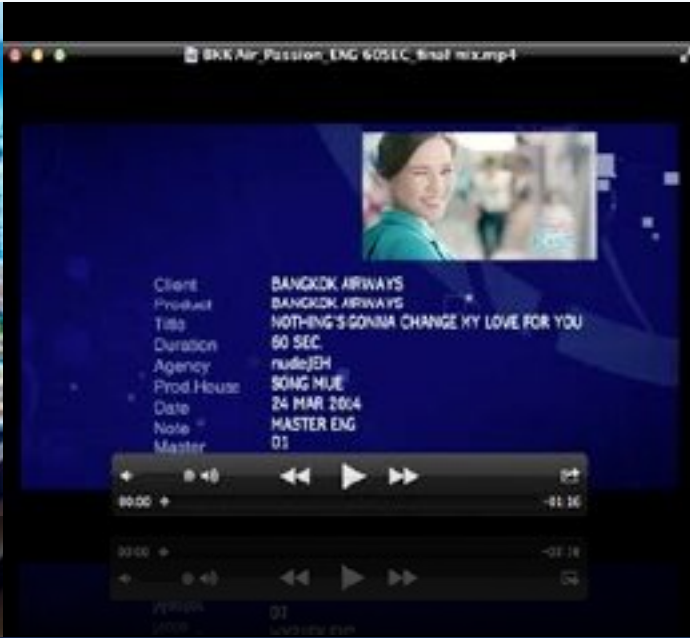 BKK Air_Passion_ENG 60SEC_final mix.mp4
Client BANGKOK AIRWAYS
Product BANGKOK AIRWAYS
Title NOTHING'S GONNA CHANGE MY LOVE FOR YOU
Duration 60 SEC.
Agency nudeJEH
Prod.House SONG MUE
Date 24 MAR 2014
Note MASTER ENG
Master 01
00:00